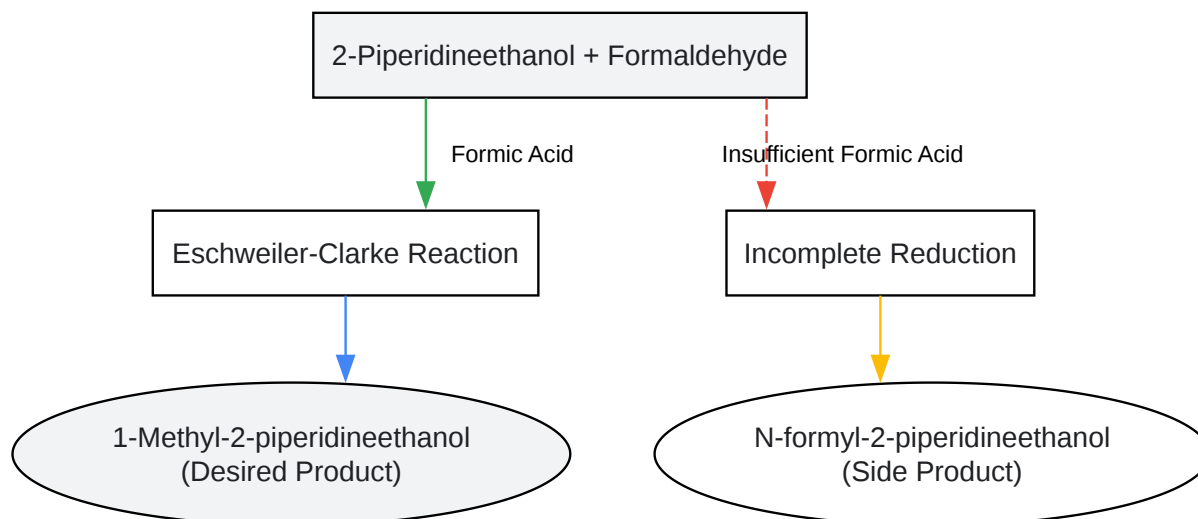 2-Piperidineethanol + Formaldehyde
Formic Acid
Insufficient Formic Acid
Eschweiler-Clarke Reaction
Incomplete Reduction
1-Methyl-2-piperidineethanol
(Desired Product)
N-formyl-2-piperidineethanol
(Side Product)